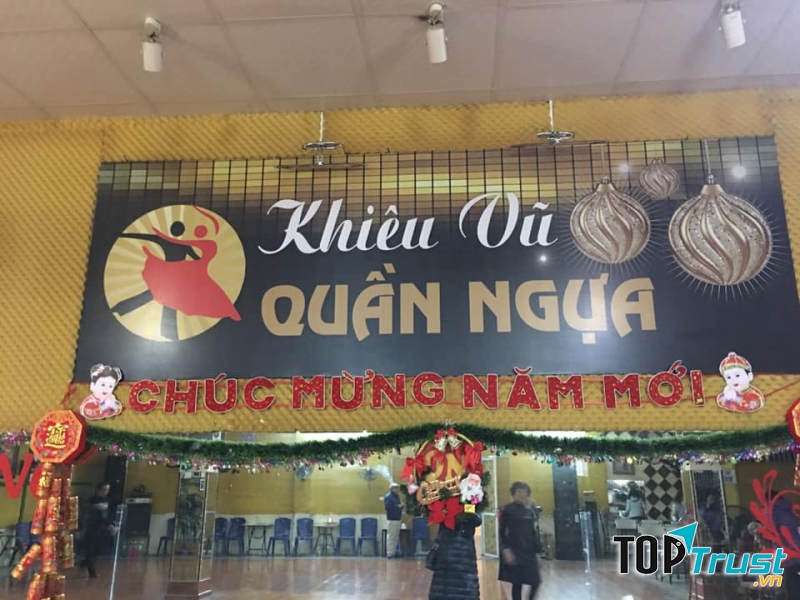 Khiêu Vũ
QUẦN NGỰA
CHÚC MỪNG NĂM MỚI
TOPTrust
.vn